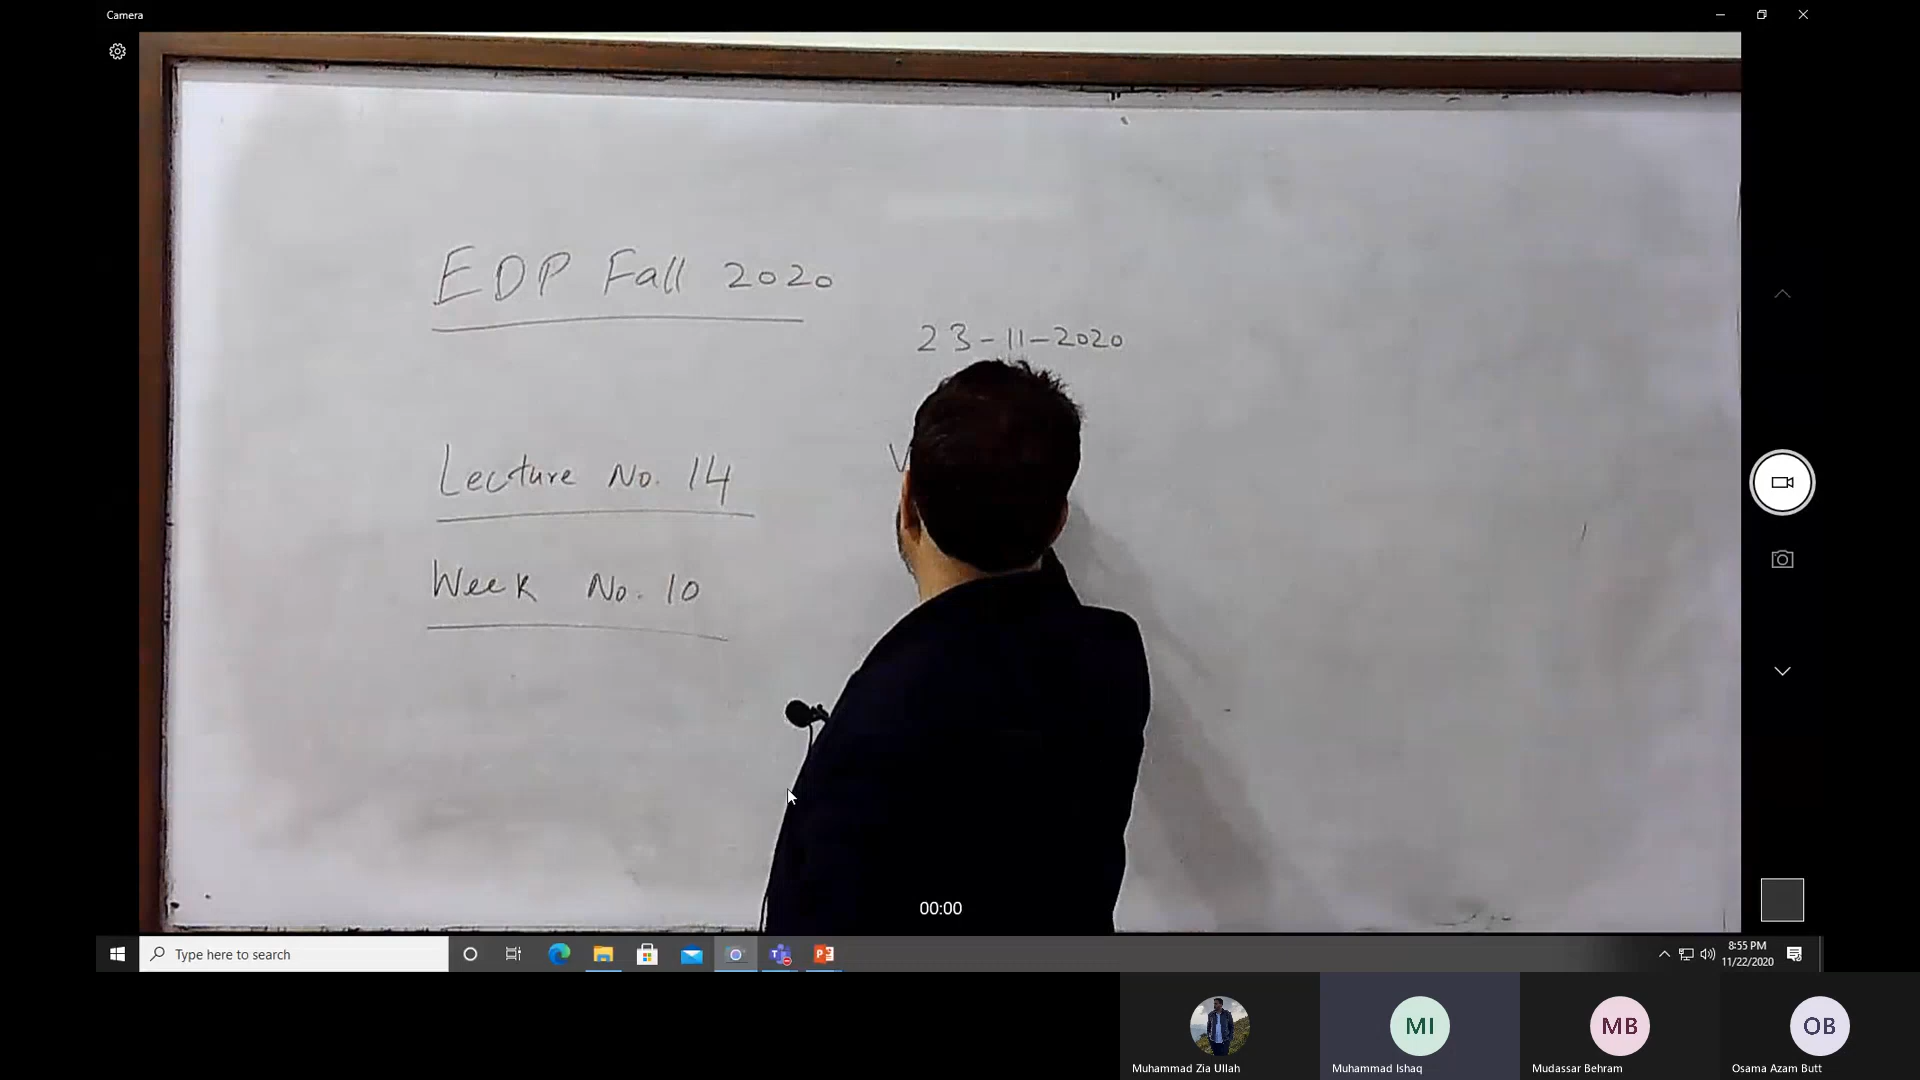 Camera
EDP Fall 2020
23-11-2020
Lecture No. 14
Week No. 10
00:00
Type here to search
8:55 PM
11/22/2020
MI
MB
OB
Muhammad Zia Ullah
Muhammad Ishaq
Mudassar Behram
Osama Azam Butt